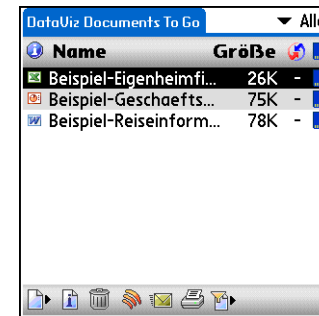 DataViz Documents To Go ▼ All
Name Größe
Beispiel-Eigenheimfi... 26K -
Beispiel-Geschaefts... 75K -
Beispiel-Reiseinform... 78K -